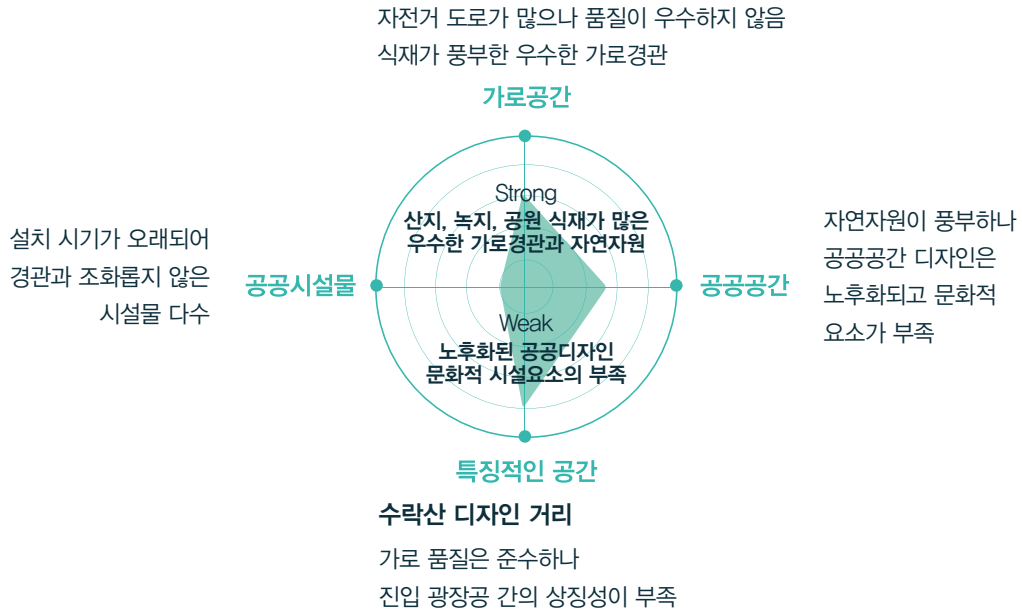 자전거 도로가 많으나 품질이 우수하지 않음
식재가 풍부한 우수한 가로경관
가로공간
설치 시기가 오래되어
경관과 조화롭지 않은
시설물 다수
공공시설물
Strong
산지, 녹지, 공원 식재가 많은
우수한 가로경관과 자연자원
Weak
노후화된 공공디자인
문화적 시설요소의 부족
공공공간
자연자원이 풍부하나
공공공간 디자인은
노후화되고 문화적
요소가 부족
특징적인 공간
수락산 디자인 거리
가로 품질은 준수하나
진입 광장공 간의 상징성이 부족